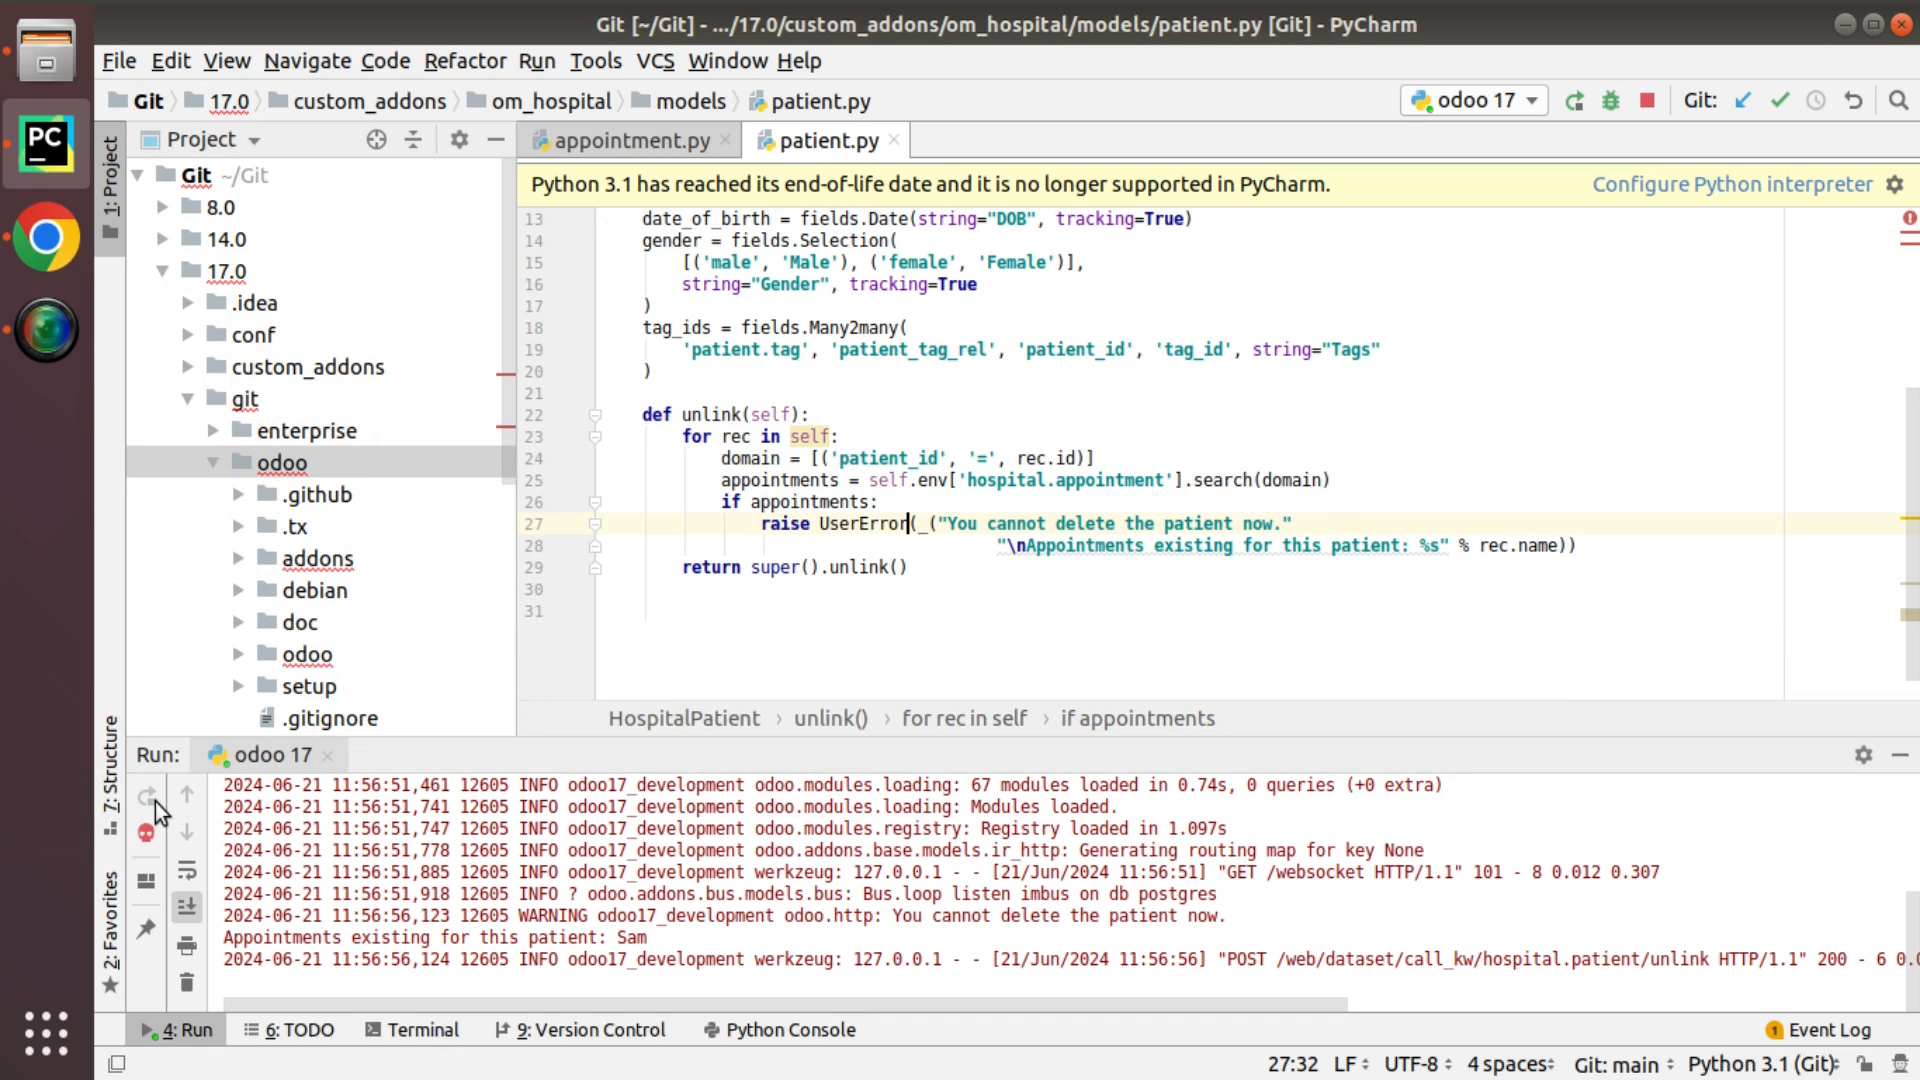 Git [~/Git] - .../17.0/custom_addons/om_hospital/models/patient.py [Git] - PyCharm
File Edit View Navigate Code Refactor Run Tools VCS Window Help
Git 17.0 custom_addons om_hospital models patient.py odoo 17 Git:
PC
1: Project
Project
appointment.py patient.py
Python 3.1 has reached its end-of-life date and it is no longer supported in PyCharm. Configure Python interpreter
Git ~/Git
8.0
14.0
17.0
.idea
conf
custom_addons
git
enterprise
odoo
.github
.tx
addons
debian
doc
odoo
setup
.gitignore
13 date_of_birth = fields.Date(string="DOB", tracking=True)
14 gender = fields.Selection(
15 [('male', 'Male'), ('female', 'Female')],
16 string="Gender", tracking=True
17 )
18 tag_ids = fields.Many2many(
19 'patient.tag', 'patient_tag_rel', 'patient_id', 'tag_id', string="Tags"
20 )
21
22 def unlink(self):
23 for rec in self:
24 domain = [('patient_id', '=', rec.id)]
25 appointments = self.env['hospital.appointment'].search(domain)
26 if appointments:
27 raise UserError(_("You cannot delete the patient now."
28 "\nAppointments existing for this patient: %s" % rec.name))
29 return super().unlink()
30
31
HospitalPatient › unlink() › for rec in self › if appointments
7: Structure
2: Favorites
Run: odoo 17
2024-06-21 11:56:51,461 12605 INFO odoo17_development odoo.modules.loading: 67 modules loaded in 0.74s, 0 queries (+0 extra)
2024-06-21 11:56:51,741 12605 INFO odoo17_development odoo.modules.loading: Modules loaded.
2024-06-21 11:56:51,747 12605 INFO odoo17_development odoo.modules.registry: Registry loaded in 1.097s
2024-06-21 11:56:51,778 12605 INFO odoo17_development odoo.addons.base.models.ir_http: Generating routing map for key None
2024-06-21 11:56:51,885 12605 INFO odoo17_development werkzeug: 127.0.0.1 - - [21/Jun/2024 11:56:51] "GET /websocket HTTP/1.1" 101 - 8 0.012 0.307
2024-06-21 11:56:51,918 12605 INFO ? odoo.addons.bus.models.bus: Bus.loop listen imbus on db postgres
2024-06-21 11:56:56,123 12605 WARNING odoo17_development odoo.http: You cannot delete the patient now.
Appointments existing for this patient: Sam
2024-06-21 11:56:56,124 12605 INFO odoo17_development werkzeug: 127.0.0.1 - - [21/Jun/2024 11:56:56] "POST /web/dataset/call_kw/hospital.patient/unlink HTTP/1.1" 200 - 6 0.0
4: Run 6: TODO Terminal 9: Version Control Python Console 1 Event Log
27:32 LF UTF-8 4 spaces Git: main Python 3.1 (Git)